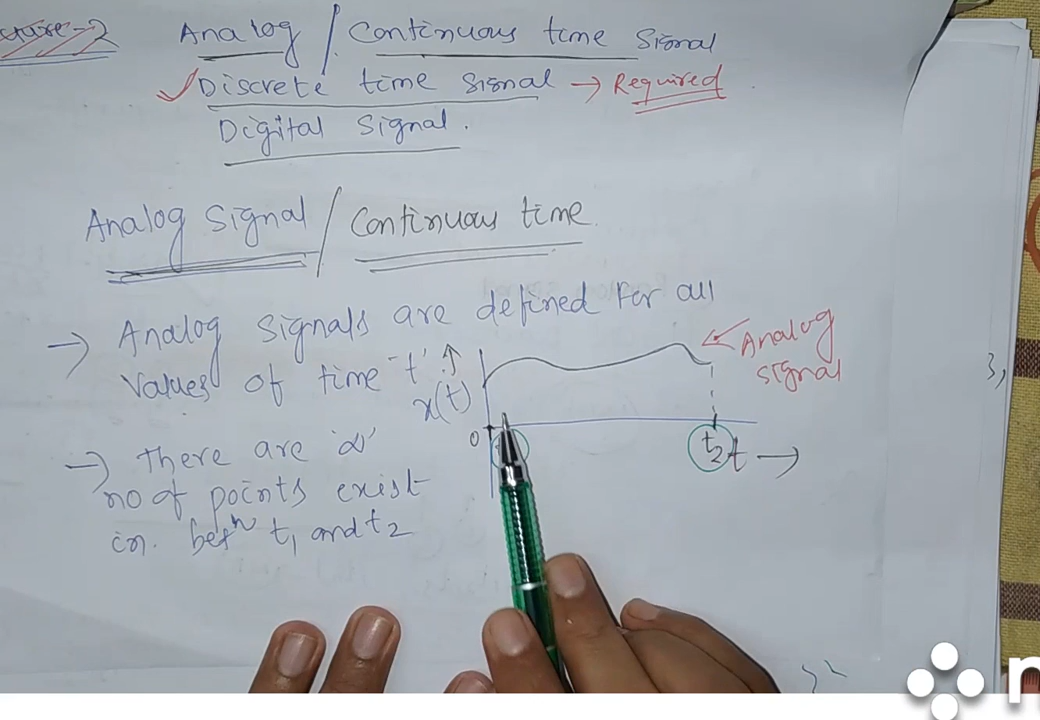 Analog / Continuous time Signal
Discrete time Signal → Required
Digital Signal.
Analog Signal / Continuous time
→ Analog Signals are defined for all
values of time 't'.
x(t)
Analog
signal
0
t2
t →
→ There are 'α'
no of points exist
in. betⁿ t1 and t2
3,